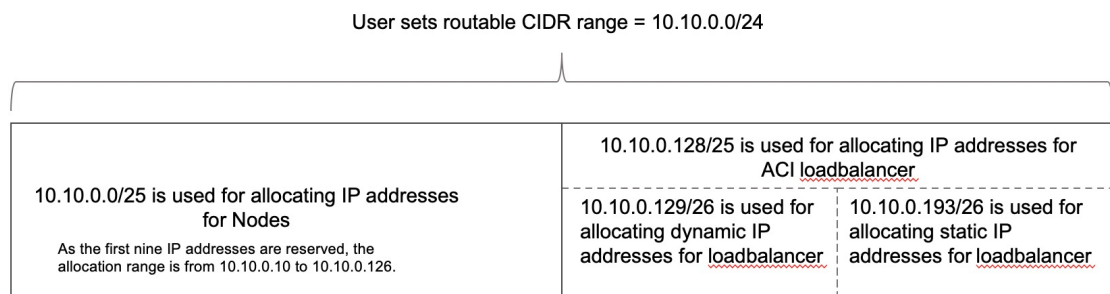 User sets routable CIDR range = 10.10.0.0/24
10.10.0.0/25 is used for allocating IP addresses
for Nodes
As the first nine IP addresses are reserved, the
allocation range is from 10.10.0.10 to 10.10.0.126.
10.10.0.128/25 is used for allocating IP addresses for
ACI loadbalancer
10.10.0.129/26 is used for
allocating dynamic IP
addresses for loadbalancer
10.10.0.193/26 is used for
allocating static IP
addresses for loadbalancer